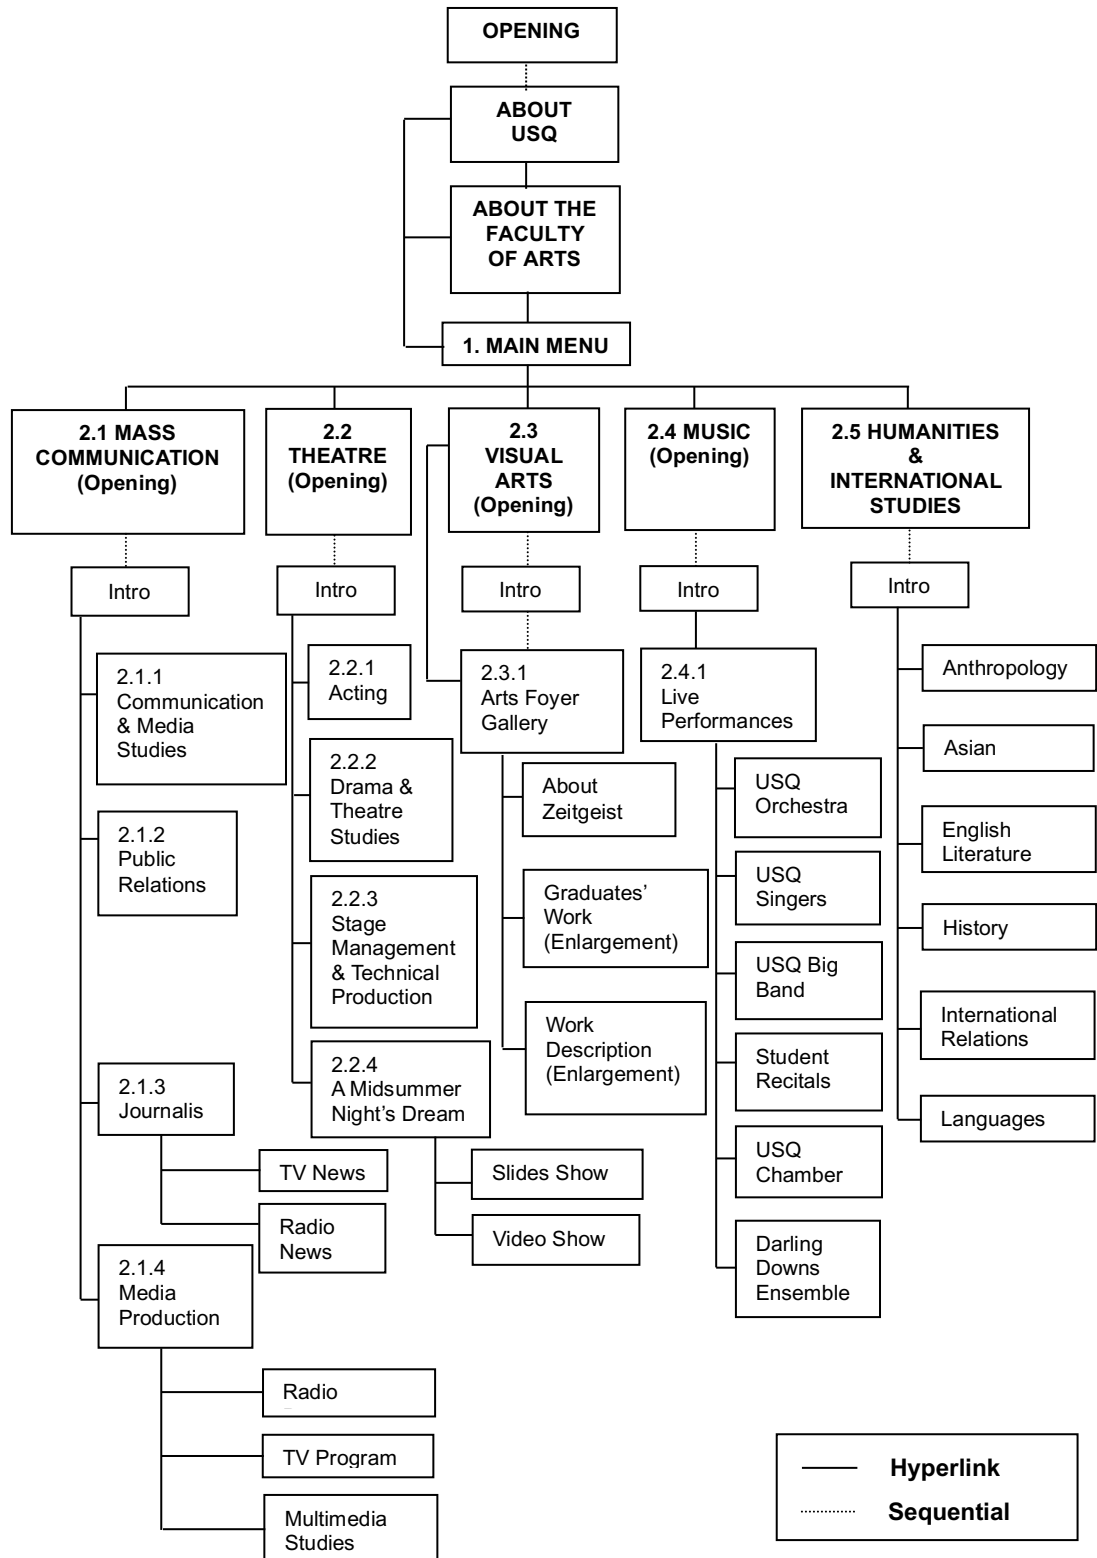 OPENING
ABOUT
USQ
ABOUT THE
FACULTY
OF ARTS
1. MAIN MENU
2.1 MASS
COMMUNICATION
(Opening)
2.2
THEATRE
(Opening)
2.3
VISUAL
ARTS
(Opening)
2.4 MUSIC
(Opening)
2.5 HUMANITIES
&
INTERNATIONAL
STUDIES
Intro
Intro
Intro
Intro
Intro
2.1.1
Communication
& Media
Studies
2.1.2
Public
Relations
2.1.3
Journalis
TV News
Radio
News
2.1.4
Media
Production
Radio
TV Program
Multimedia
Studies
2.2.1
Acting
2.2.2
Drama &
Theatre
Studies
2.2.3
Stage
Management
& Technical
Production
2.2.4
A Midsummer
Night's Dream
Slides Show
Video Show
2.3.1
Arts Foyer
Gallery
About
Zeitgeist
Graduates'
Work
(Enlargement)
Work
Description
(Enlargement)
2.4.1
Live
Performances
USQ
Orchestra
USQ
Singers
USQ Big
Band
Student
Recitals
USQ
Chamber
Darling
Downs
Ensemble
Anthropology
Asian
English
Literature
History
International
Relations
Languages
Hyperlink
Sequential